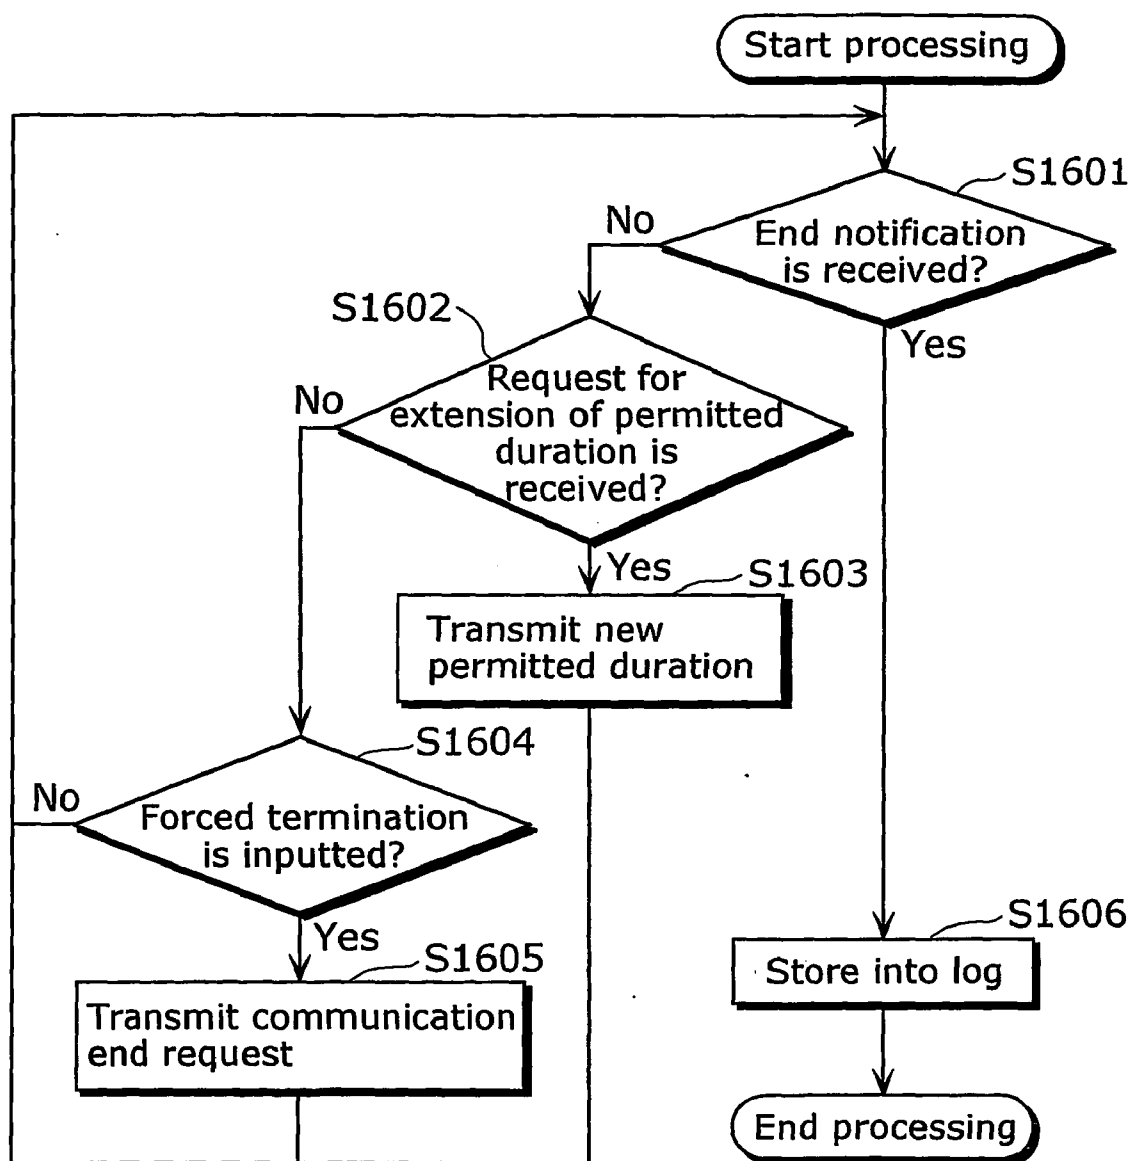 Start processing
S1601
End notification
is received?
No
Yes
S1602
Request for
extension of permitted
duration is
received?
No
Yes
S1603
Transmit new
permitted duration
S1604
Forced termination
is inputted?
No
Yes
S1605
Transmit communication
end request
S1606
Store into log
End processing